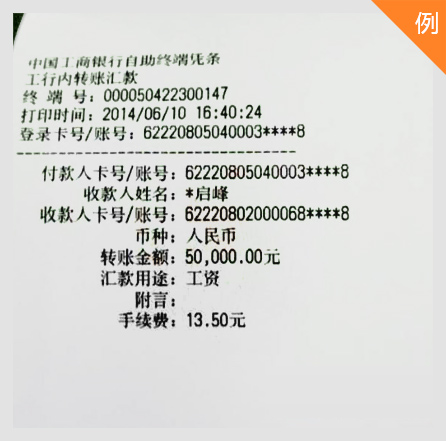 例
中国工商银行自助终端凭条
工行内转账汇款
终 端 号：000050422300147
打印时间：2014/06/10 16:40:24
登录卡号/账号：62220805040003****8
付款人卡号/账号：62220805040003****8
收款人姓名：*启峰
收款人卡号/账号：62220802000068****8
币种：人民币
转账金额：50,000.00元
汇款用途：工资
附言：
手续费：13.50元